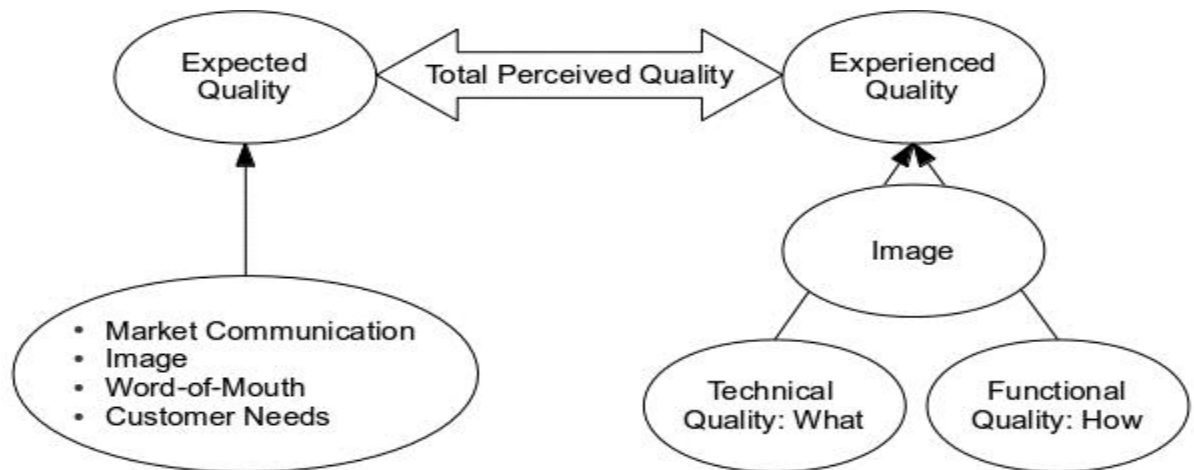 Expected
Quality
Total Perceived Quality
Experienced
Quality
Image
• Market Communication
• Image
• Word-of-Mouth
• Customer Needs
Technical
Quality: What
Functional
Quality: How